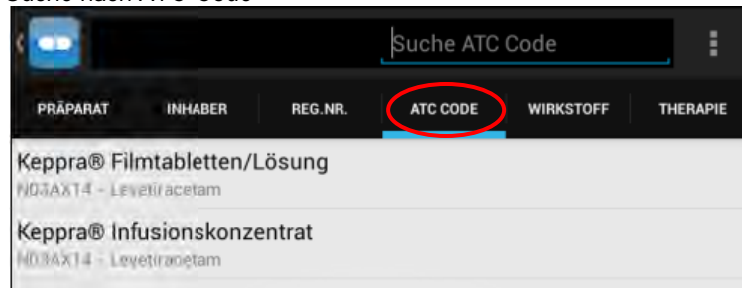 Suche nach ATC-Code
Suche ATC Code
PRÄPARAT INHABER REG.NR. ATC CODE WIRKSTOFF THERAPIE
Keppra® Filmtabletten/Lösung
N03AX14 - Levetiracetam
Keppra® Infusionskonzentrat
N03AX14 - Levetiracetam